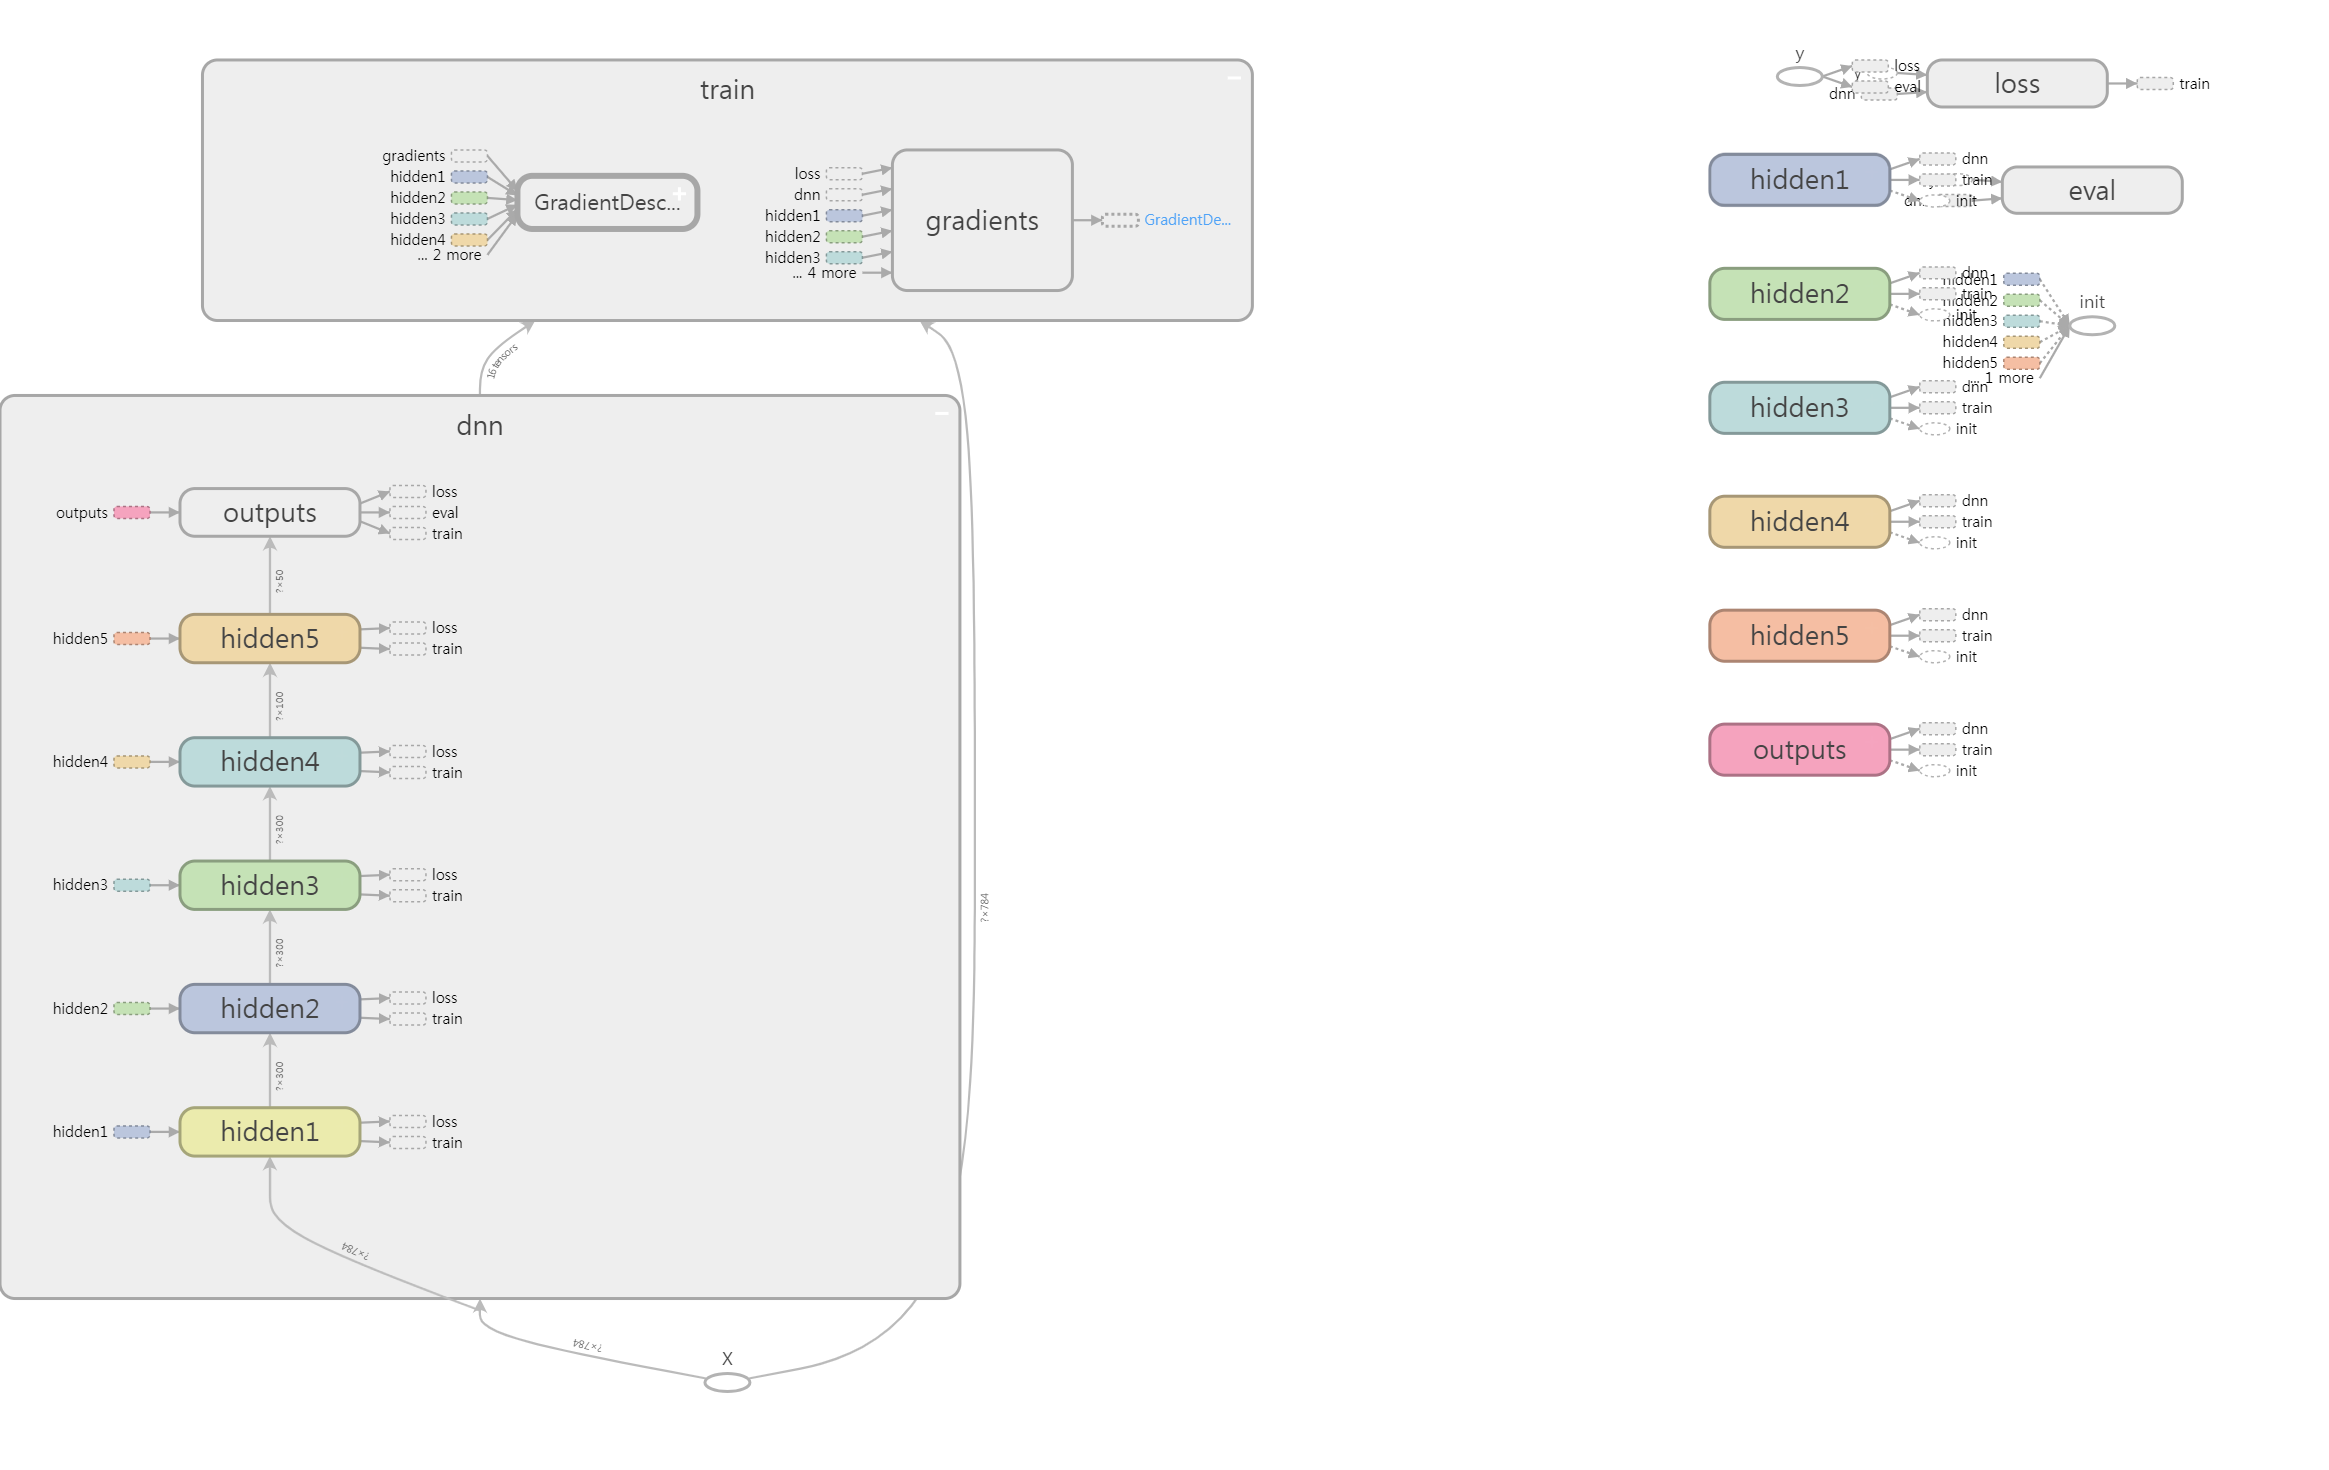 train
gradients
hidden1
hidden2
hidden3
hidden4
... 2 more
GradientDesc...
+
loss
dnn
hidden1
hidden2
hidden3
... 4 more
gradients
GradientDe...
16 tensors
dnn
outputs
outputs
loss
eval
train
?×50
hidden5
hidden5
loss
train
?×100
hidden4
hidden4
loss
train
?×300
hidden3
hidden3
loss
train
?×300
hidden2
hidden2
loss
train
?×300
hidden1
hidden1
loss
train
?×784
?×784
?×784
X
y
loss
y
eval
dnn
loss
train
hidden1
dnn
train
init
eval
hidden2
dnn
train
init
hidden1
hidden2
hidden3
hidden4
hidden5
1 more
init
hidden3
dnn
train
init
hidden4
dnn
train
init
hidden5
dnn
train
init
outputs
dnn
train
init